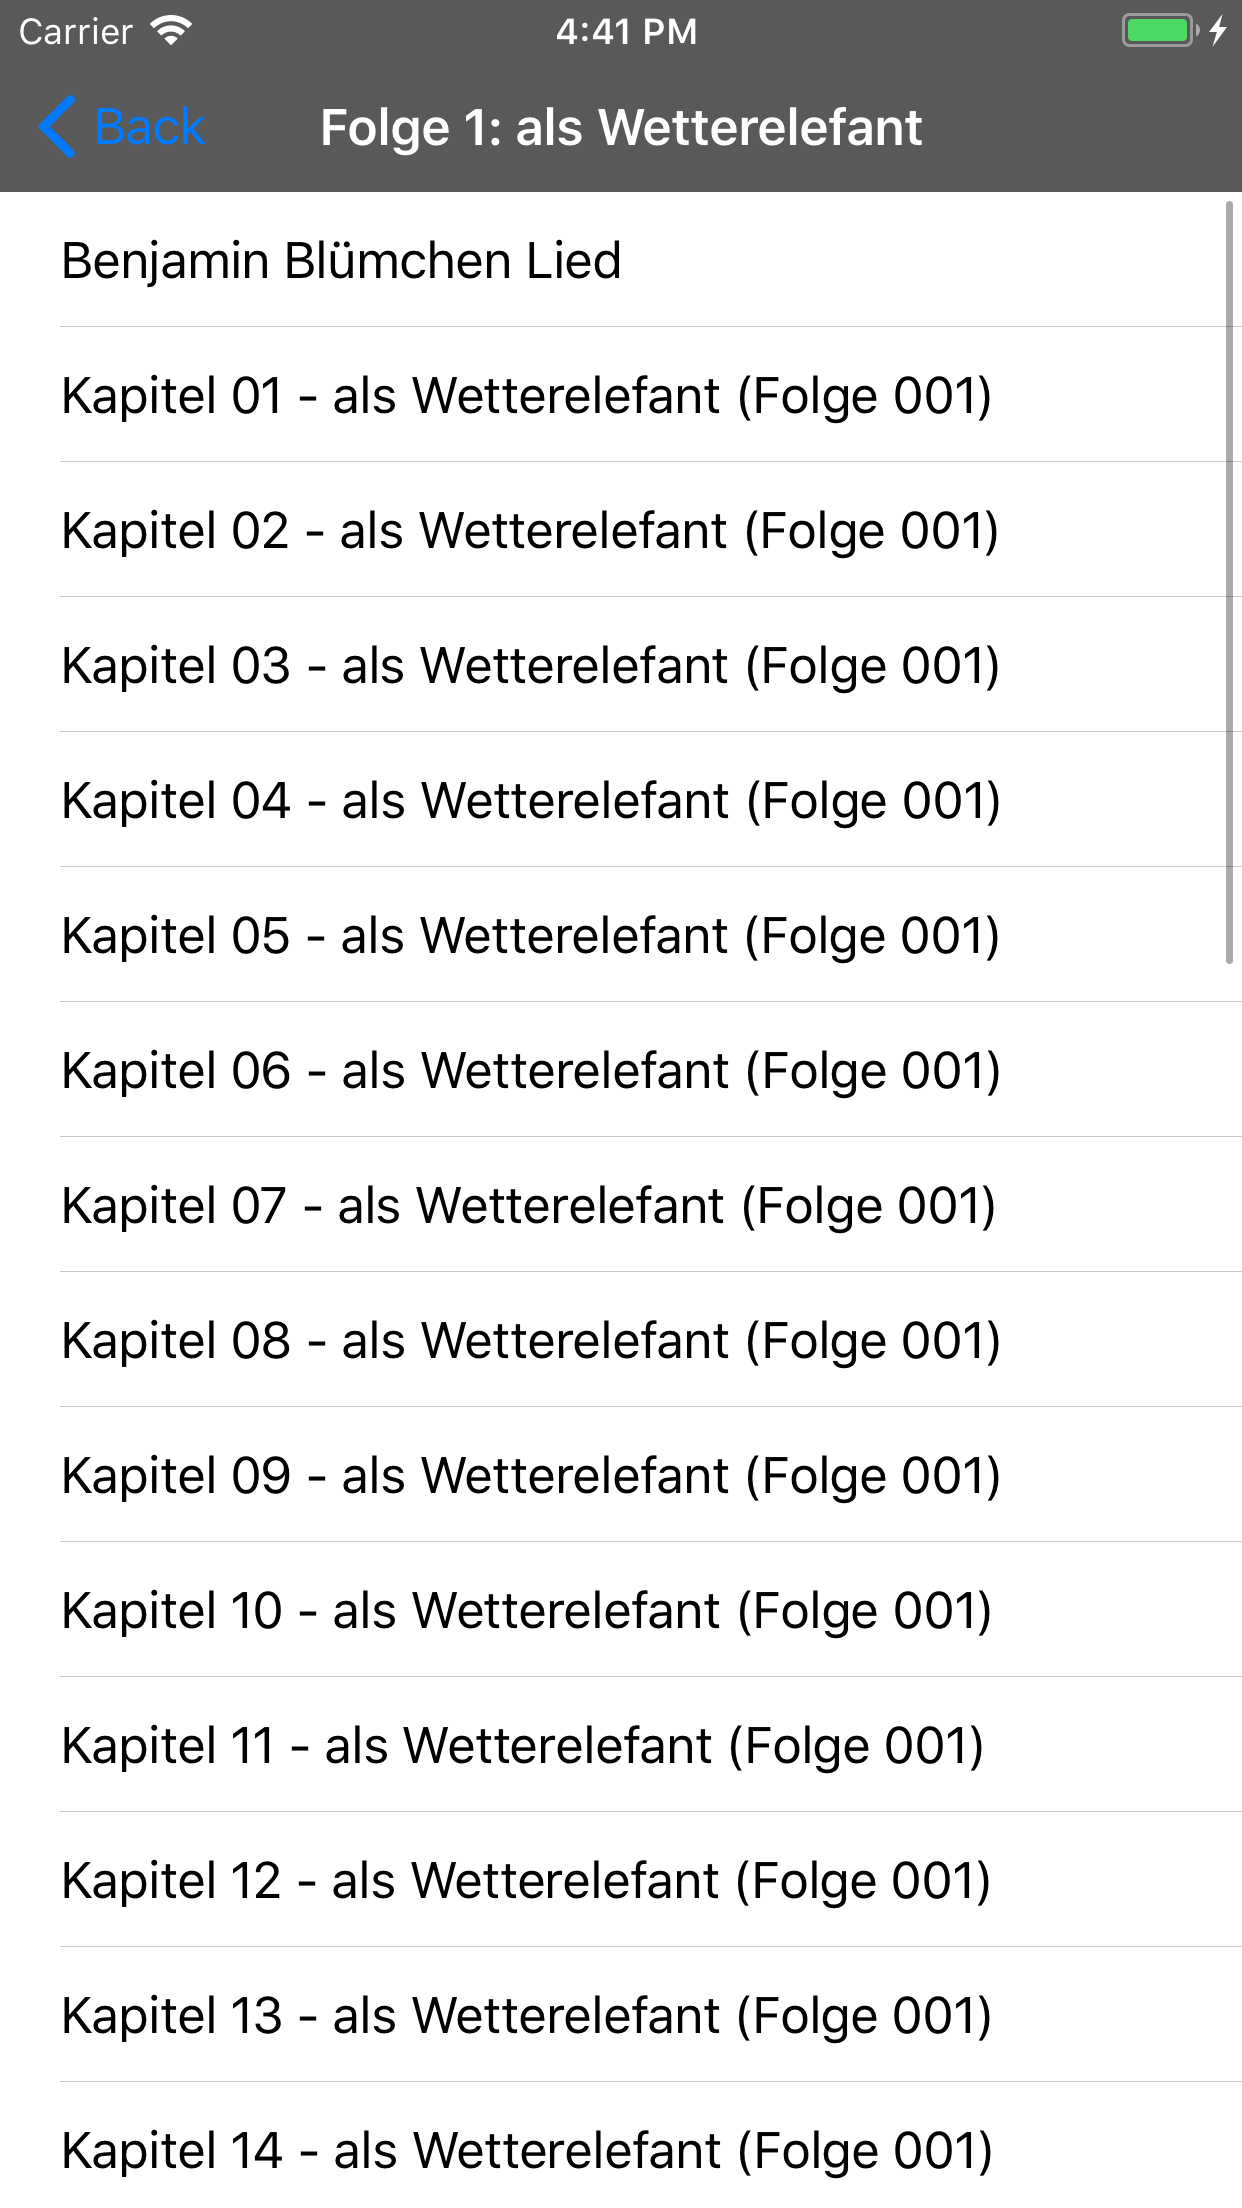 Carrier
4:41 PM
Back
Folge 1: als Wetterelefant
Benjamin Blümchen Lied
Kapitel 01 - als Wetterelefant (Folge 001)
Kapitel 02 - als Wetterelefant (Folge 001)
Kapitel 03 - als Wetterelefant (Folge 001)
Kapitel 04 - als Wetterelefant (Folge 001)
Kapitel 05 - als Wetterelefant (Folge 001)
Kapitel 06 - als Wetterelefant (Folge 001)
Kapitel 07 - als Wetterelefant (Folge 001)
Kapitel 08 - als Wetterelefant (Folge 001)
Kapitel 09 - als Wetterelefant (Folge 001)
Kapitel 10 - als Wetterelefant (Folge 001)
Kapitel 11 - als Wetterelefant (Folge 001)
Kapitel 12 - als Wetterelefant (Folge 001)
Kapitel 13 - als Wetterelefant (Folge 001)
Kapitel 14 - als Wetterelefant (Folge 001)